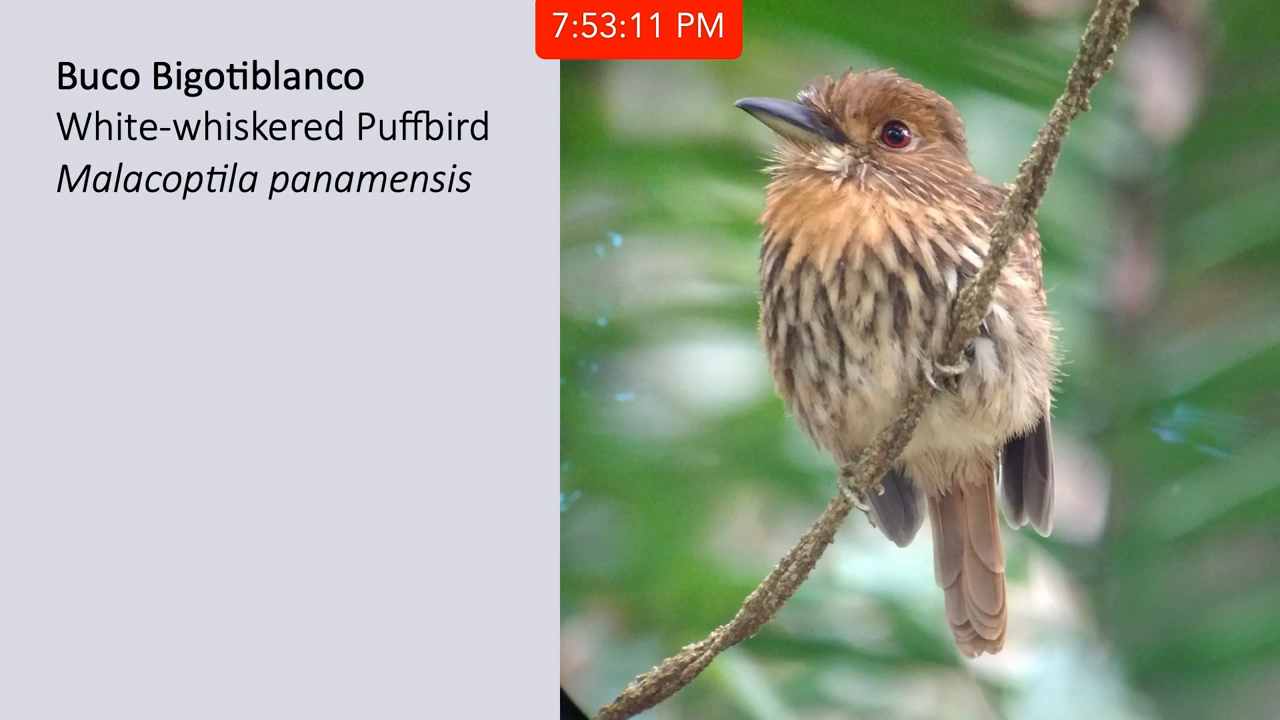 7:53:11 PM
Buco Bigotiblanco
White-whiskered Puffbird
Malacoptila panamensis